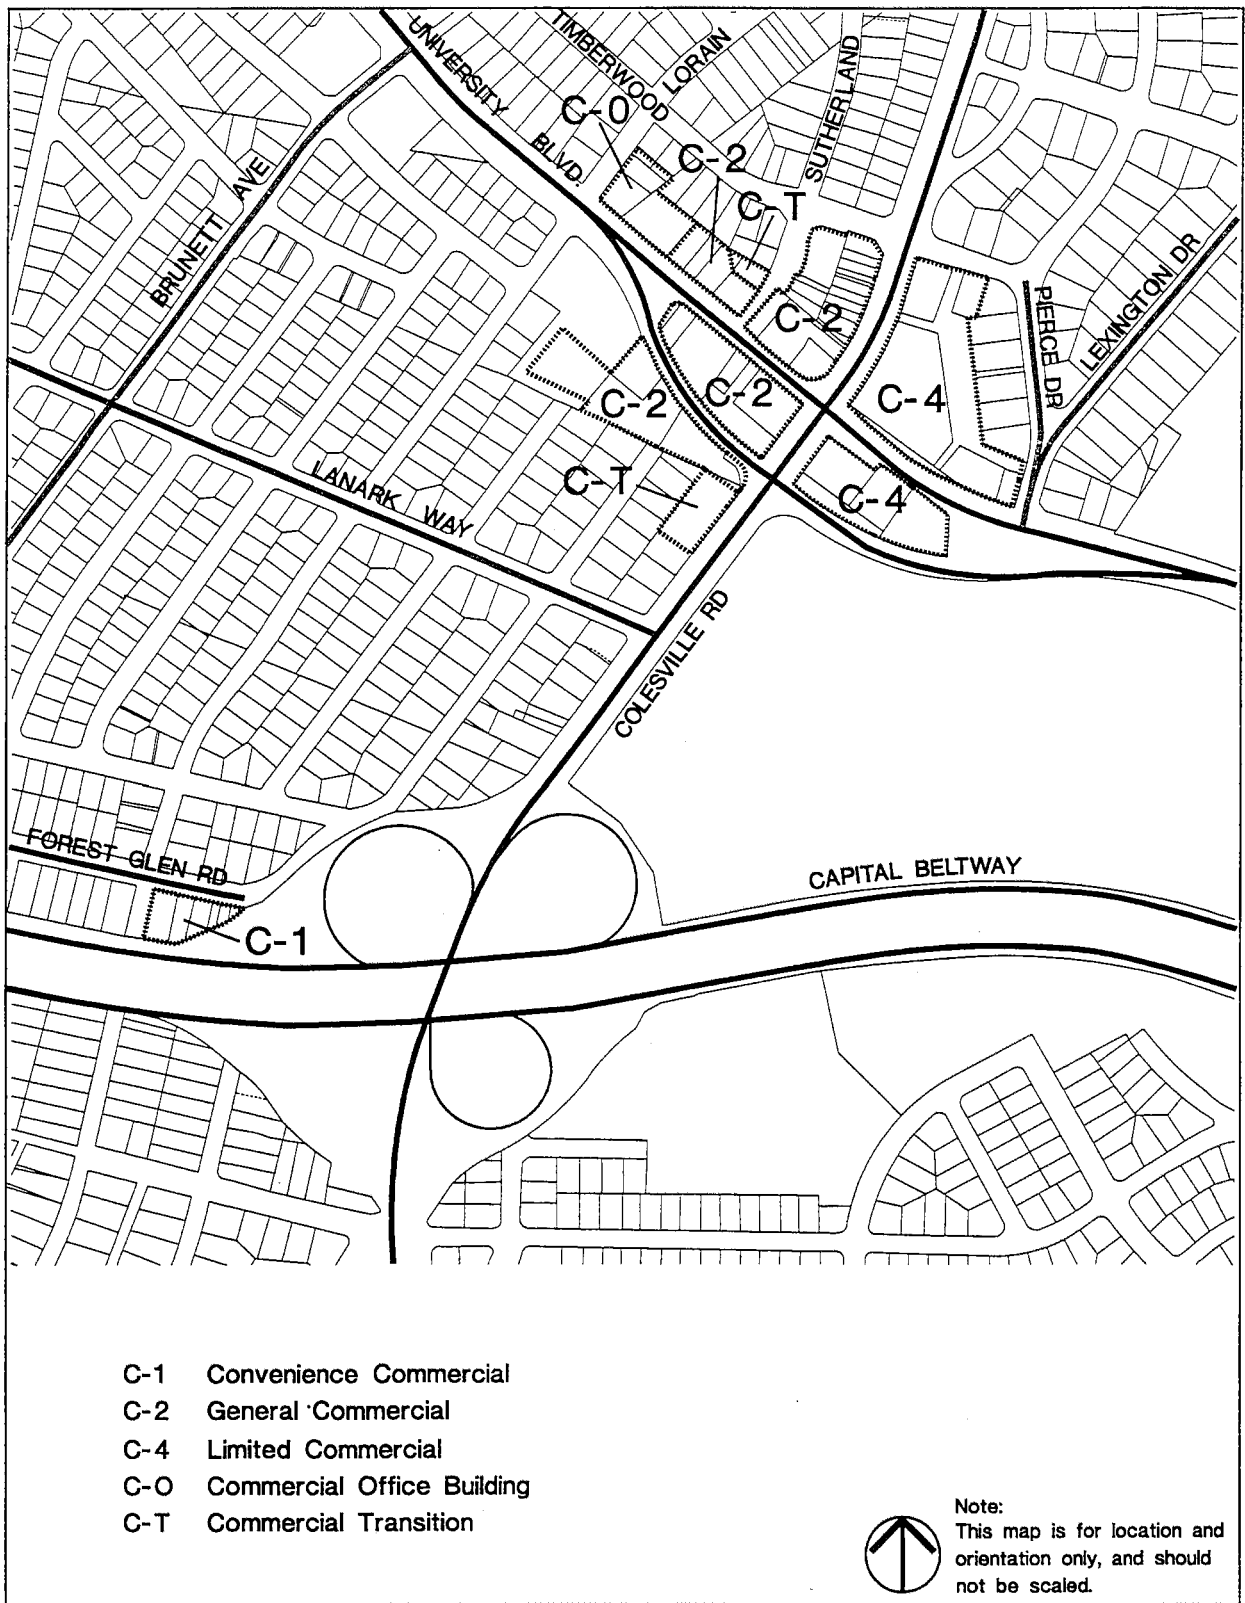 UNIVERSITY BLVD.
TIMBERWOOD
LORAIN
SUTHERLAND
C-O
C-2
C-T
BRUNETT AVE
C-2
PIERCE DR
LEXINGTON DR
C-2
C-2
C-4
C-T
C-4
LANARK WAY
COLESVILLE RD
FOREST GLEN RD
CAPITAL BELTWAY
C-1
C-1 Convenience Commercial
C-2 General Commercial
C-4 Limited Commercial
C-O Commercial Office Building
C-T Commercial Transition
Note:
This map is for location and
orientation only, and should
not be scaled.